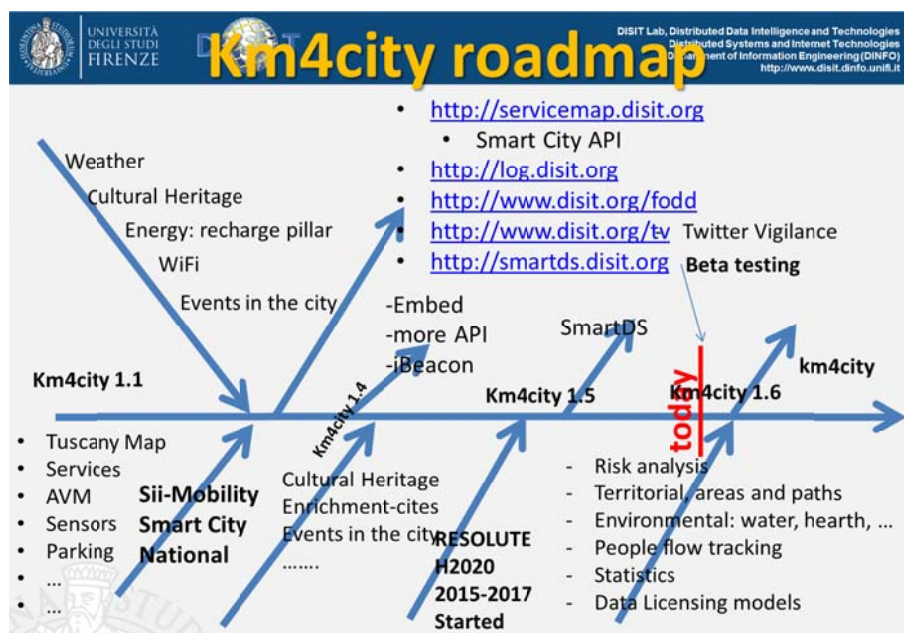 UNIVERSITÀ
DEGLI STUDI
FIRENZE
DISIT Lab, Distributed Data Intelligence and Technologies
Distributed Systems and Internet Technologies
Department of Information Engineering (DINFO)
http://www.disit.dinfo.unifi.it
Km4city roadmap
• http://servicemap.disit.org
• Smart City API
• http://log.disit.org
• http://www.disit.org/fodd
• http://www.disit.org/tv - Twitter Vigilance
• http://smartds.disit.org
Beta testing
Weather
Cultural Heritage
Energy: recharge pillar
WiFi
Events in the city
-Embed
-more API
-iBeacon
SmartDS
km4city
Km4city 1.1
Km4city 1.4
Km4city 1.5
Km4city 1.6
today
• Tuscany Map
• Services
• AVM
• Sensors
• Parking
• ...
• ...
Sii-Mobility
Smart City
National
Cultural Heritage
Enrichment-cites
Events in the city
.......
RESOLUTE
H2020
2015-2017
Started
- Risk analysis
- Territorial, areas and paths
- Environmental: water, hearth, ...
- People flow tracking
- Statistics
- Data Licensing models